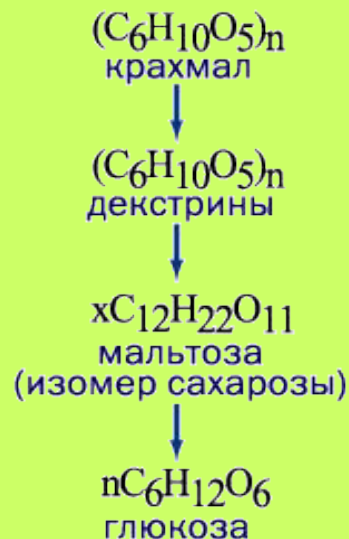 (C6H10O5)n
крахмал
(C6H10O5)n
декстрины
xC12H22O11
мальтоза
(изомер сахарозы)
nC6H12O6
глюкоза